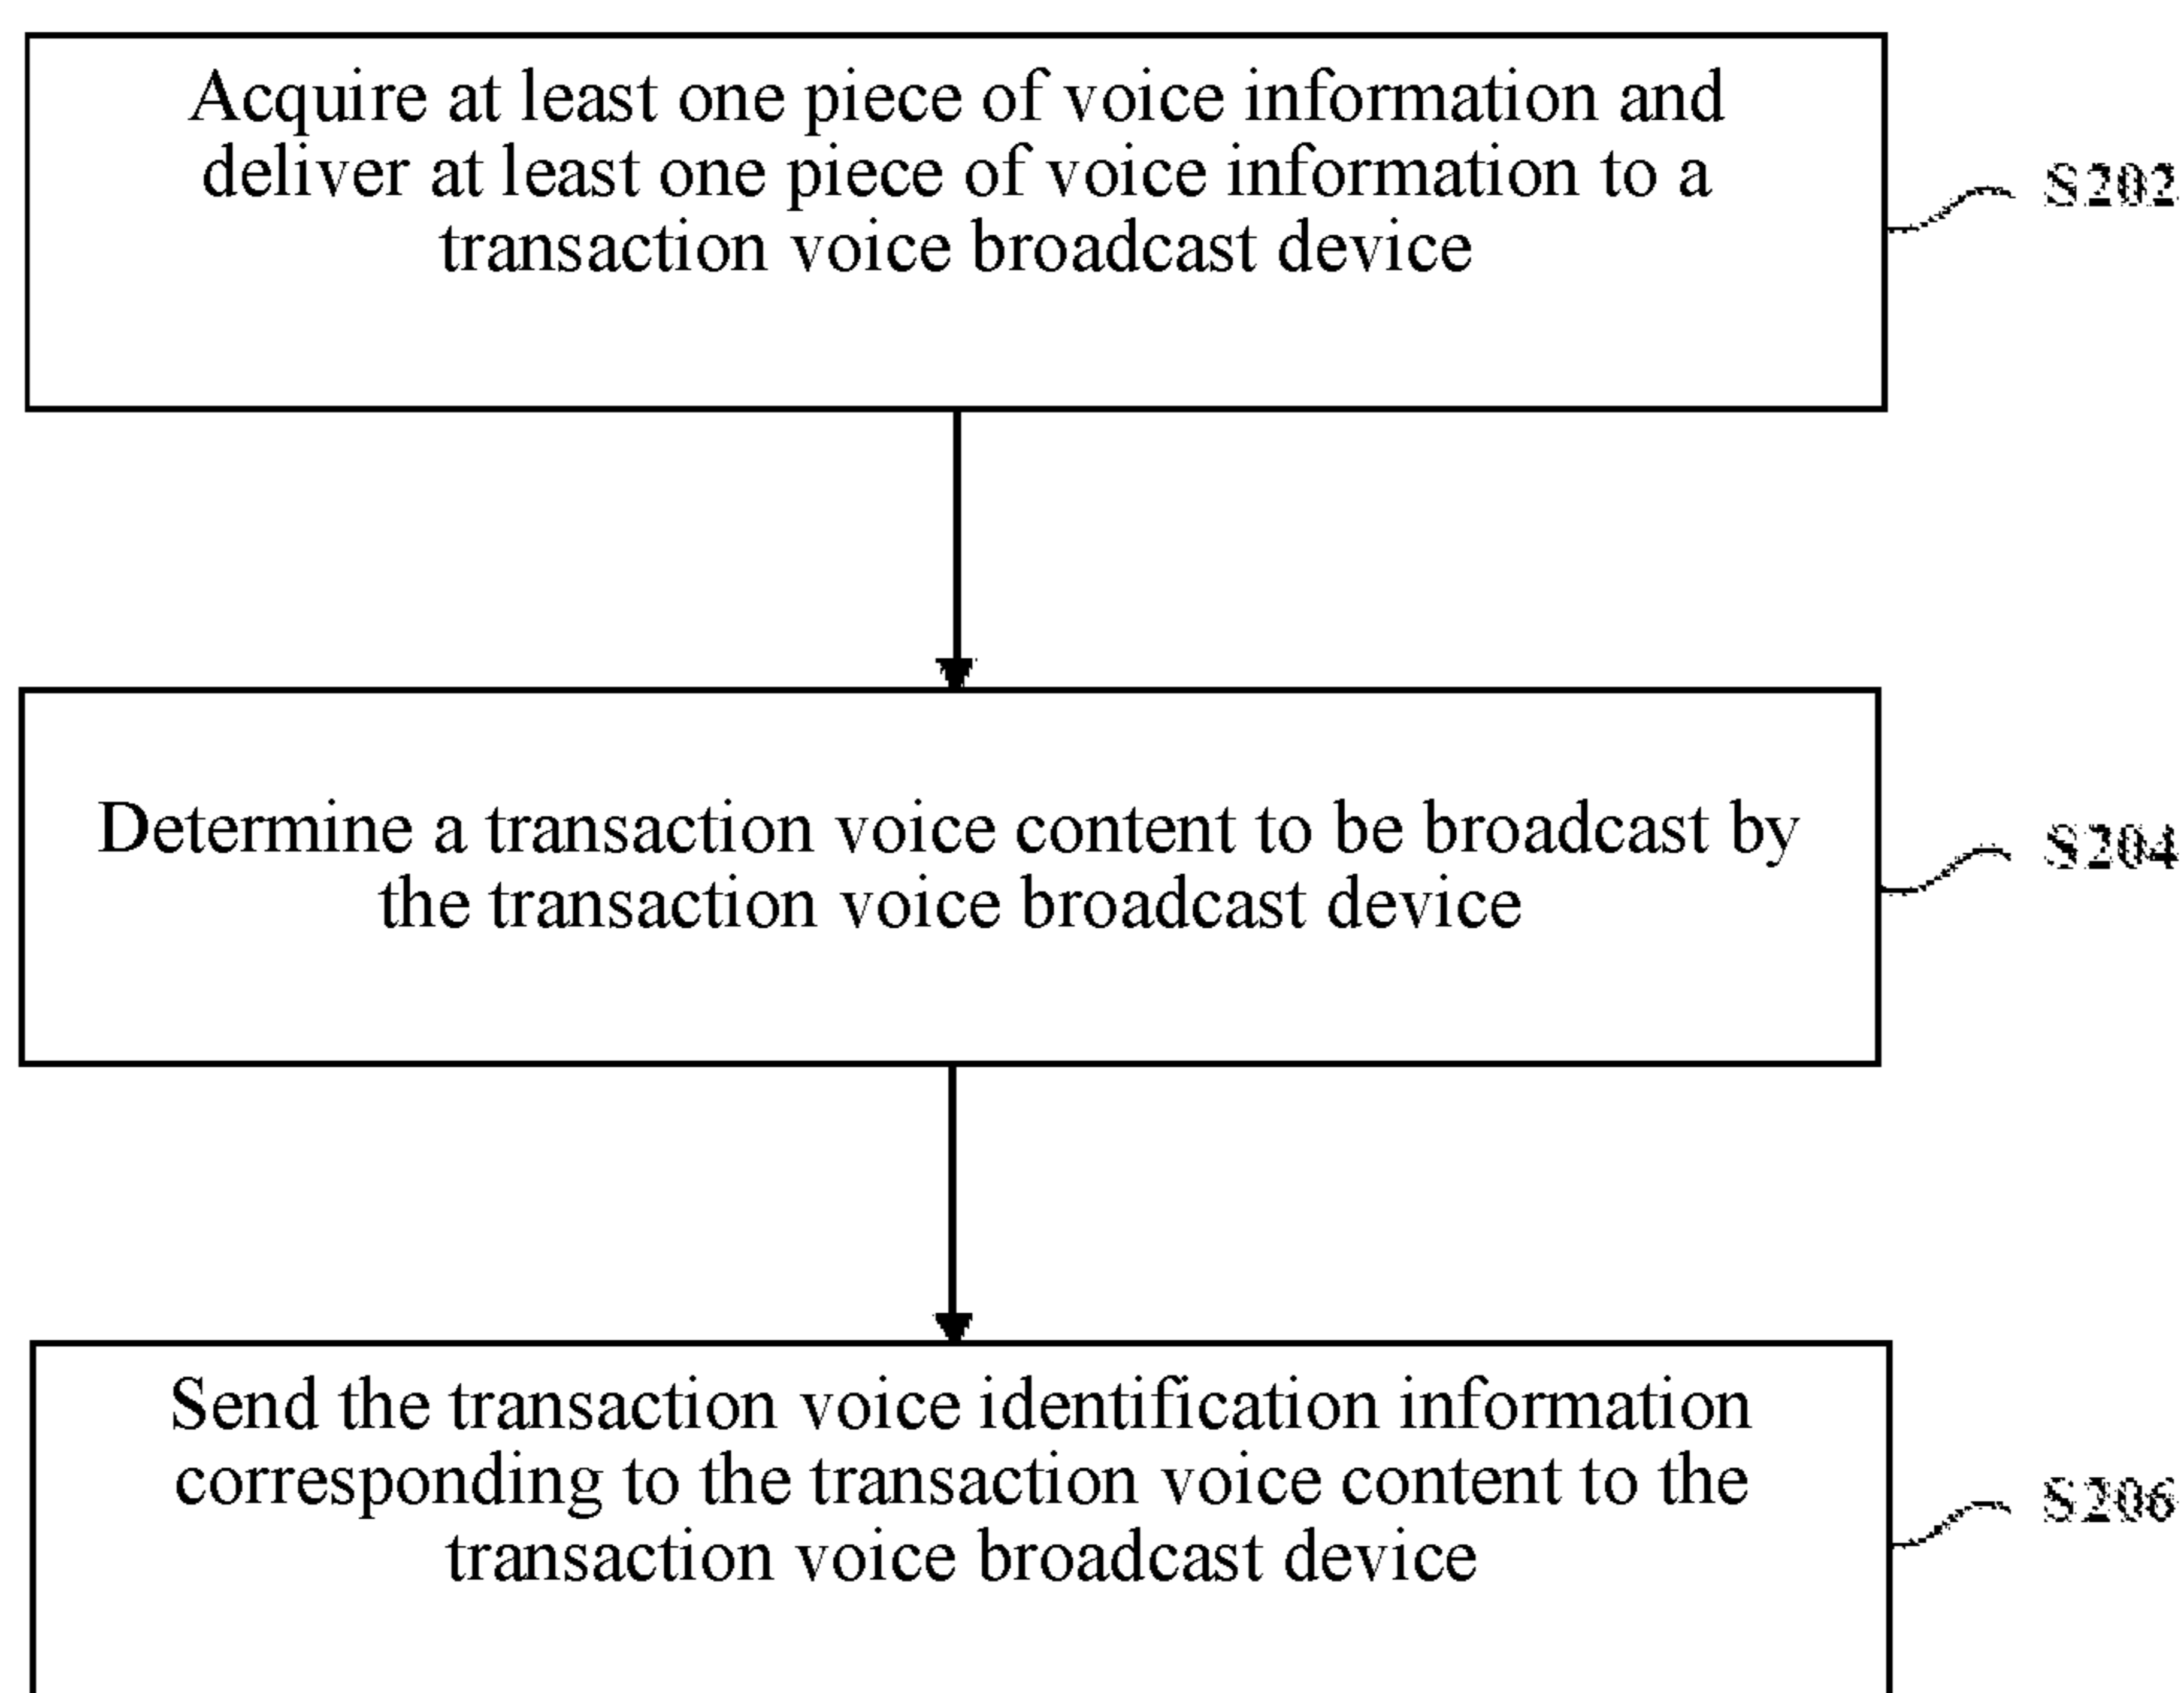 Acquire at least one piece of voice information and
deliver at least one piece of voice information to a
transaction voice broadcast device
S202
Determine a transaction voice content to be broadcast by
the transaction voice broadcast device
S204
Send the transaction voice identification information
corresponding to the transaction voice content to the
transaction voice broadcast device
S206